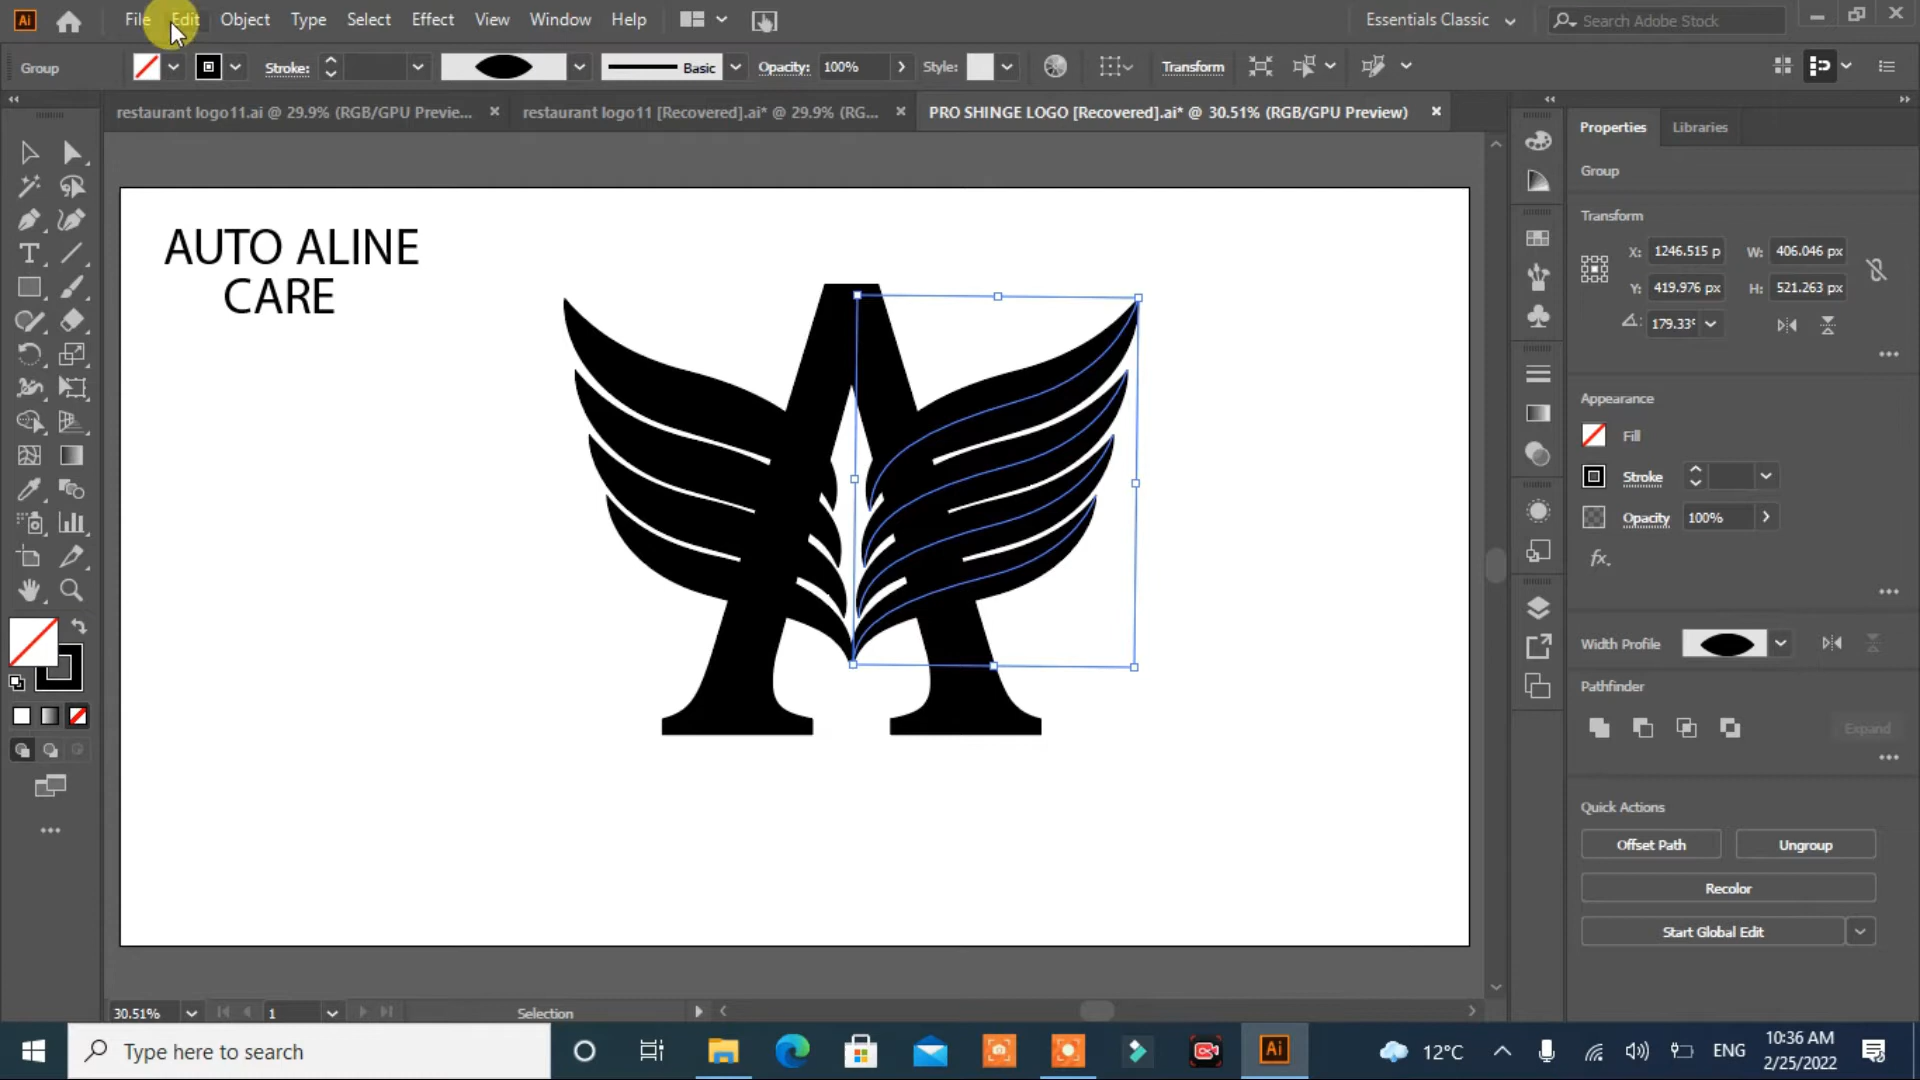 Ai File Edit Object Type Select Effect View Window Help Essentials Classic Search Adobe Stock
Group Stroke: Basic Opacity: 100% Style: Transform
restaurant logo11.ai @ 29.9% (RGB/GPU Previe... restaurant logo11 [Recovered].ai* @ 29.9% (RG... PRO SHINGE LOGO [Recovered].ai* @ 30.51% (RGB/GPU Preview)
Properties Libraries
Group
Transform
X: 1246.515 p W: 406.046 px
Y: 419.976 px H: 521.263 px
179.33°
Appearance
Fill
Stroke
Opacity 100%
fx.
Width Profile
Pathfinder
Expand
Quick Actions
Offset Path Ungroup
Recolor
Start Global Edit
AUTO ALINE
CARE
A
30.51% 1 Selection
Type here to search Ai 12°C ENG 10:36 AM
2/25/2022